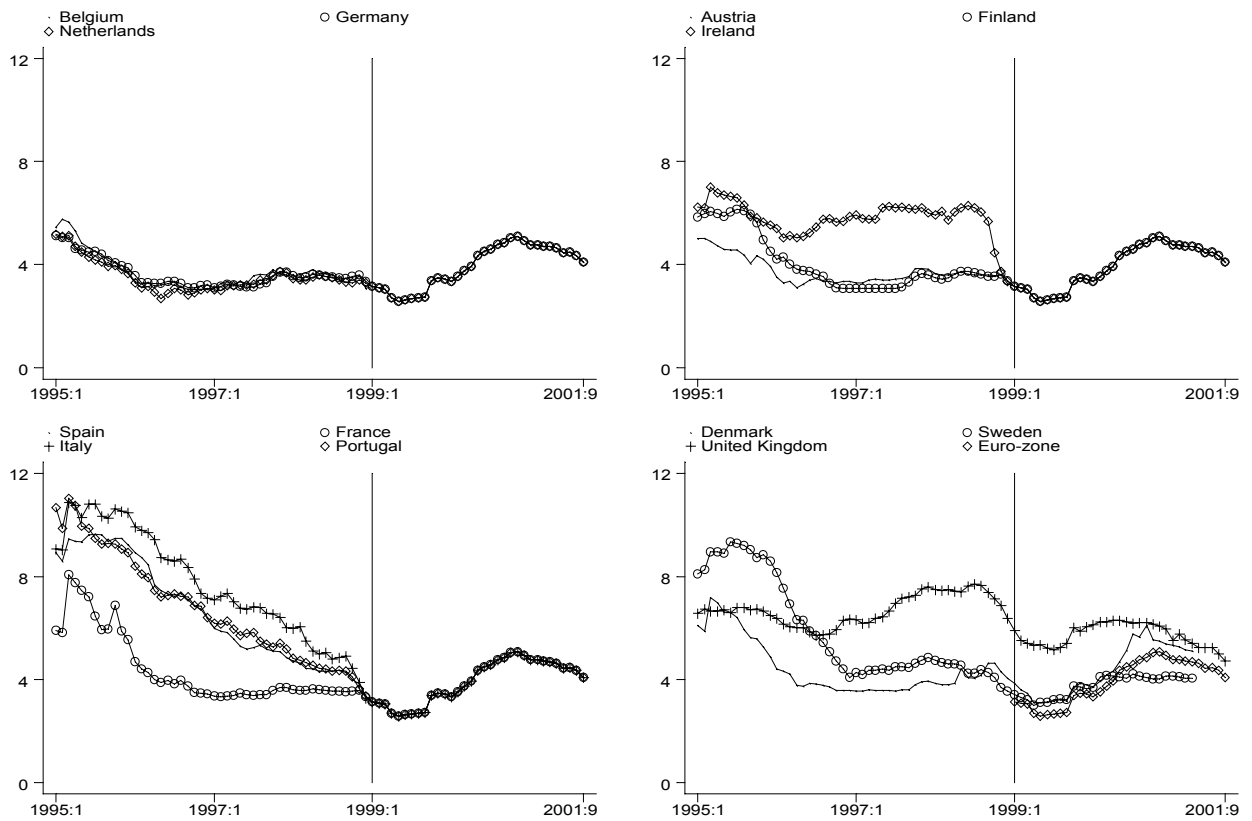 Belgium Germany
Netherlands
12
8
4
0
1995:1 1997:1 1999:1 2001:9
Austria Finland
Ireland
12
8
4
0
1995:1 1997:1 1999:1 2001:9
Spain France
Italy Portugal
12
8
4
0
1995:1 1997:1 1999:1 2001:9
Denmark Sweden
United Kingdom Euro-zone
12
8
4
0
1995:1 1997:1 1999:1 2001:9